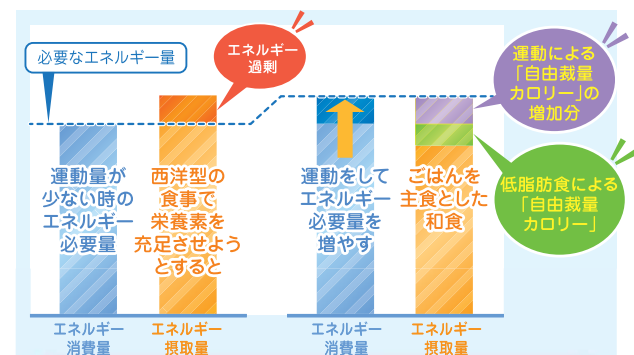 必要なエネルギー量
エネルギー
過剰
運動による
「自由裁量
カロリー」の
増加分
運動量が
少ない時の
エネルギー
必要量
西洋型の
食事で
栄養素を
充足させよう
とすると
運動をして
エネルギー
必要量を
増やす
ごはんを
主食とした
和食
低脂肪食による
「自由裁量
カロリー」
エネルギー
消費量
エネルギー
摂取量
エネルギー
消費量
エネルギー
摂取量